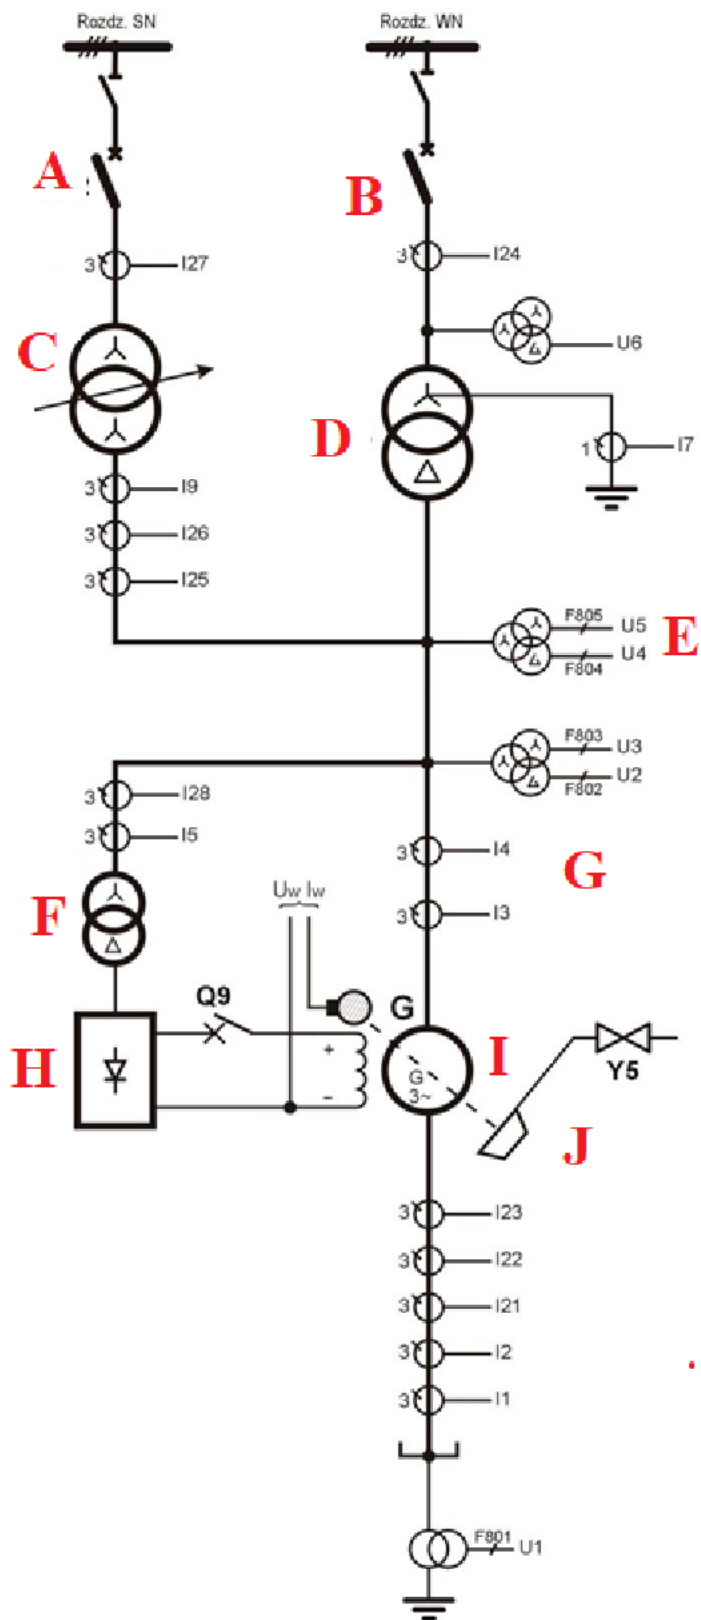 Rozdz. SN
Rozdz. WN
A
B
3 I27
3 I24
U6
C
D
1 I7
3 I9
3 I26
3 I25
F805
U5
E
U4
F804
F803
U3
U2
F802
3 I28
3 I5
3 I4
G
3 I3
F
Uw Iw
Q9
G
H
+
-
G
3~
I
Y5
J
3 I23
3 I22
3 I21
3 I2
3 I1
F801
U1